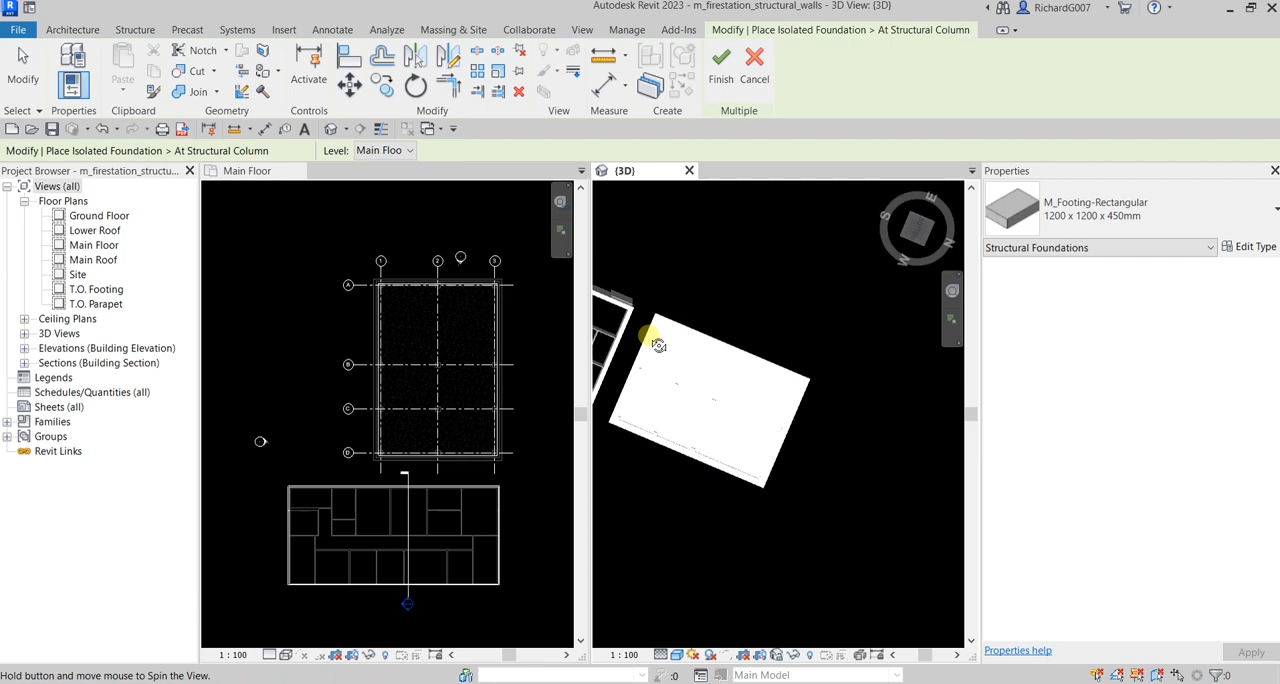 Autodesk Revit 2023 - m_firestation_structural_walls - 3D View: {3D}
RichardG007
File Architecture Structure Precast Systems Insert Annotate Analyze Massing & Site Collaborate View Manage Add-Ins Modify | Place Isolated Foundation > At Structural Column
Modify Paste Notch Cut Join Activate Finish Cancel
Select Properties Clipboard Geometry Controls Modify View Measure Create Multiple
Modify | Place Isolated Foundation > At Structural Column Level: Main Floo
Project Browser - m_firestation_structu...
Main Floor
{3D}
Properties
Views (all)
Floor Plans
Ground Floor
Lower Roof
Main Floor
Main Roof
Site
T.O. Footing
T.O. Parapet
Ceiling Plans
3D Views
Elevations (Building Elevation)
Sections (Building Section)
Legends
Schedules/Quantities (all)
Sheets (all)
Families
Groups
Revit Links
1 2 3
A
B
C
D
S E N W
M_Footing-Rectangular
1200 x 1200 x 450mm
Structural Foundations Edit Type
1 : 100
1 : 100
Properties help Apply
Hold button and move mouse to Spin the View.
:0 Main Model :0